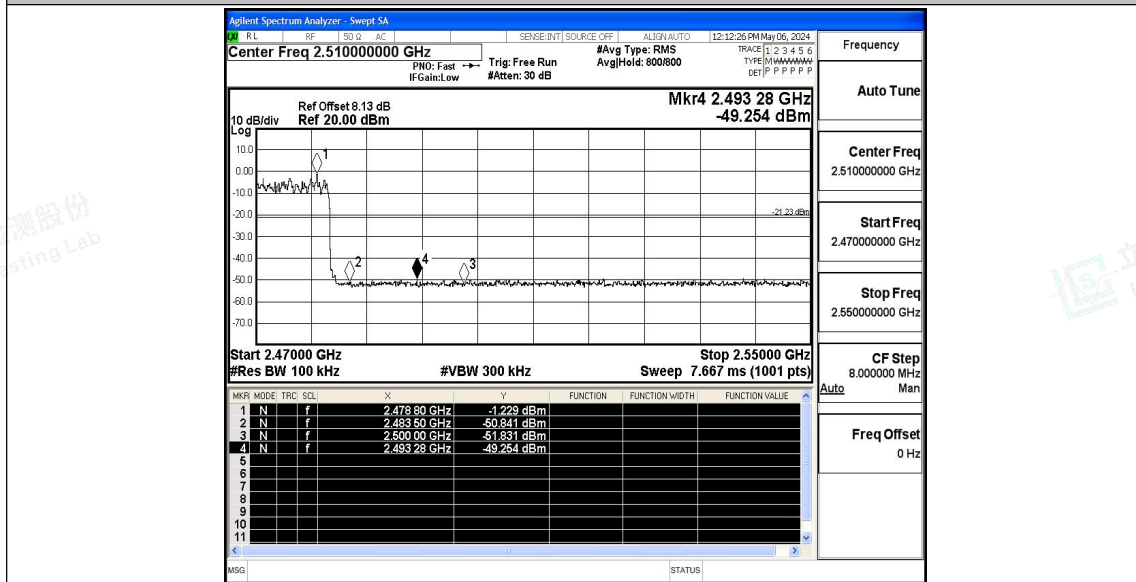 Agilent Spectrum Analyzer - Swept SA
RL RF 50 Ω AC SENSE:INT SOURCE OFF ALIGN AUTO 12:12:26 PM May 06, 2024
Center Freq 2.510000000 GHz
PNO: Fast
IFGain:Low
Trig: Free Run
#Atten: 30 dB
#Avg Type: RMS
Avg|Hold: 800/800
TRACE 1 2 3 4 5 6
TYPE M
DET P P P P P P
Mkr4 2.493 28 GHz
-49.254 dBm
Ref Offset 8.13 dB
10 dB/div Ref 20.00 dBm
Log
10.0
0.00
-10.0
-20.0
-30.0
-40.0
-50.0
-60.0
-70.0
1
2
4
3
-21.23 dBm
Start 2.47000 GHz Stop 2.55000 GHz
#Res BW 100 kHz #VBW 300 kHz Sweep 7.667 ms (1001 pts)
MKR MODE TRC SCL X Y FUNCTION FUNCTION WIDTH FUNCTION VALUE
1 N f 2.478 80 GHz -1.229 dBm
2 N f 2.483 50 GHz -50.841 dBm
3 N f 2.500 00 GHz -51.831 dBm
4 N f 2.493 28 GHz -49.254 dBm
5
6
7
8
9
10
11
MSG STATUS
Frequency
Auto Tune
Center Freq
2.510000000 GHz
Start Freq
2.470000000 GHz
Stop Freq
2.550000000 GHz
CF Step
8.000000 MHz
Auto Man
Freq Offset
0 Hz
测股份
sting Lab
立